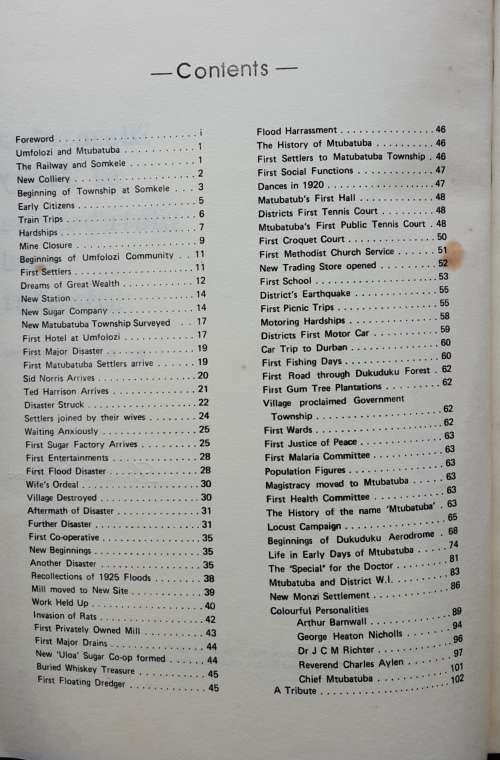 — Contents —
Foreword . . . . . . . . . . . . . . . . . . . . . . . i
Umfolozi and Mtubatuba . . . . . . . . . . . . 1
The Railway and Somkele . . . . . . . . . . . 1
New Colliery . . . . . . . . . . . . . . . . . . . . 2
Beginning of Township at Somkele . . . 3
Early Citizens . . . . . . . . . . . . . . . . . . . 5
Train Trips . . . . . . . . . . . . . . . . . . . . . 6
Hardships . . . . . . . . . . . . . . . . . . . . . . 7
Mine Closure . . . . . . . . . . . . . . . . . . . . 9
Beginnings of Umfolozi Community . . 11
First Settlers . . . . . . . . . . . . . . . . . . . 11
Dreams of Great Wealth . . . . . . . . . . . 12
New Station . . . . . . . . . . . . . . . . . . . . 14
New Sugar Company . . . . . . . . . . . . . 14
New Matubatuba Township Surveyed . . 17
First Hotel at Umfolozi . . . . . . . . . . . . 17
First Major Disaster . . . . . . . . . . . . . . 19
First Matubatuba Settlers arrive . . . . . 19
Sid Norris Arrives . . . . . . . . . . . . . . . . 20
Ted Harrison Arrives . . . . . . . . . . . . . 21
Disaster Struck . . . . . . . . . . . . . . . . . . 22
Settlers joined by their wives . . . . . . . 24
Waiting Anxiously . . . . . . . . . . . . . . . . 25
First Sugar Factory Arrives . . . . . . . . . 25
First Entertainments . . . . . . . . . . . . . . 28
First Flood Disaster . . . . . . . . . . . . . . 28
Wife's Ordeal . . . . . . . . . . . . . . . . . . . 30
Village Destroyed . . . . . . . . . . . . . . . . 30
Aftermath of Disaster . . . . . . . . . . . . . 31
Further Disaster . . . . . . . . . . . . . . . . . 31
First Co-operative . . . . . . . . . . . . . . . . 35
New Beginnings . . . . . . . . . . . . . . . . . 35
Another Disaster . . . . . . . . . . . . . . . . 35
Recollections of 1925 Floods . . . . . . . . 38
Mill moved to New Site . . . . . . . . . . . . 39
Work Held Up . . . . . . . . . . . . . . . . . . 40
Invasion of Rats . . . . . . . . . . . . . . . . . 42
First Privately Owned Mill . . . . . . . . . 43
First Major Drains . . . . . . . . . . . . . . . 44
New 'Uloa' Sugar Co-op formed . . . . . 44
Buried Whiskey Treasure . . . . . . . . . . . 45
First Floating Dredger . . . . . . . . . . . . 45
Flood Harrassment . . . . . . . . . . . . . . . 46
The History of Mtubatuba . . . . . . . . . 46
First Settlers to Matubatuba Township . 46
First Social Functions . . . . . . . . . . . . . 47
Dances in 1920 . . . . . . . . . . . . . . . . . . 47
Matubatub's First Hall . . . . . . . . . . . . 48
Districts First Tennis Court . . . . . . . . . 48
Mtubatuba's First Public Tennis Court . 48
First Croquet Court . . . . . . . . . . . . . . 50
First Methodist Church Service . . . . . . 51
New Trading Store opened . . . . . . . . . 52
First School . . . . . . . . . . . . . . . . . . . . 53
District's Earthquake . . . . . . . . . . . . . . 55
First Picnic Trips . . . . . . . . . . . . . . . . 55
Motoring Hardships . . . . . . . . . . . . . . 58
Districts First Motor Car . . . . . . . . . . . 59
Car Trip to Durban . . . . . . . . . . . . . . . 60
First Fishing Days . . . . . . . . . . . . . . . . 60
First Road through Dukuduku Forest . 62
First Gum Tree Plantations . . . . . . . . . 62
Village proclaimed Government
Township . . . . . . . . . . . . . . . . . . . 62
First Wards . . . . . . . . . . . . . . . . . . . . . 62
First Justice of Peace . . . . . . . . . . . . . . 63
First Malaria Committee . . . . . . . . . . . 63
Population Figures . . . . . . . . . . . . . . . 63
Magistracy moved to Mtubatuba . . . . . 63
First Health Committee . . . . . . . . . . . 63
The History of the name 'Mtubatuba' . 63
Locust Campaign . . . . . . . . . . . . . . . . 65
Beginnings of Dukuduku Aerodrome . 68
Life in Early Days of Mtubatuba . . . . . 74
The "Special" for the Doctor . . . . . . . . 81
Mtubatuba and District W.I. . . . . . . . . 83
New Monzi Settlement . . . . . . . . . . . . 86
Colourful Personalities
Arthur Barnwall . . . . . . . . . . . . . . 89
George Heaton Nicholls . . . . . . . . 94
Dr J C M Richter . . . . . . . . . . . . . 96
Reverend Charles Aylen . . . . . . . . 97
Chief Mtubatuba . . . . . . . . . . . . . 101
A Tribute . . . . . . . . . . . . . . . . . . . . . 102